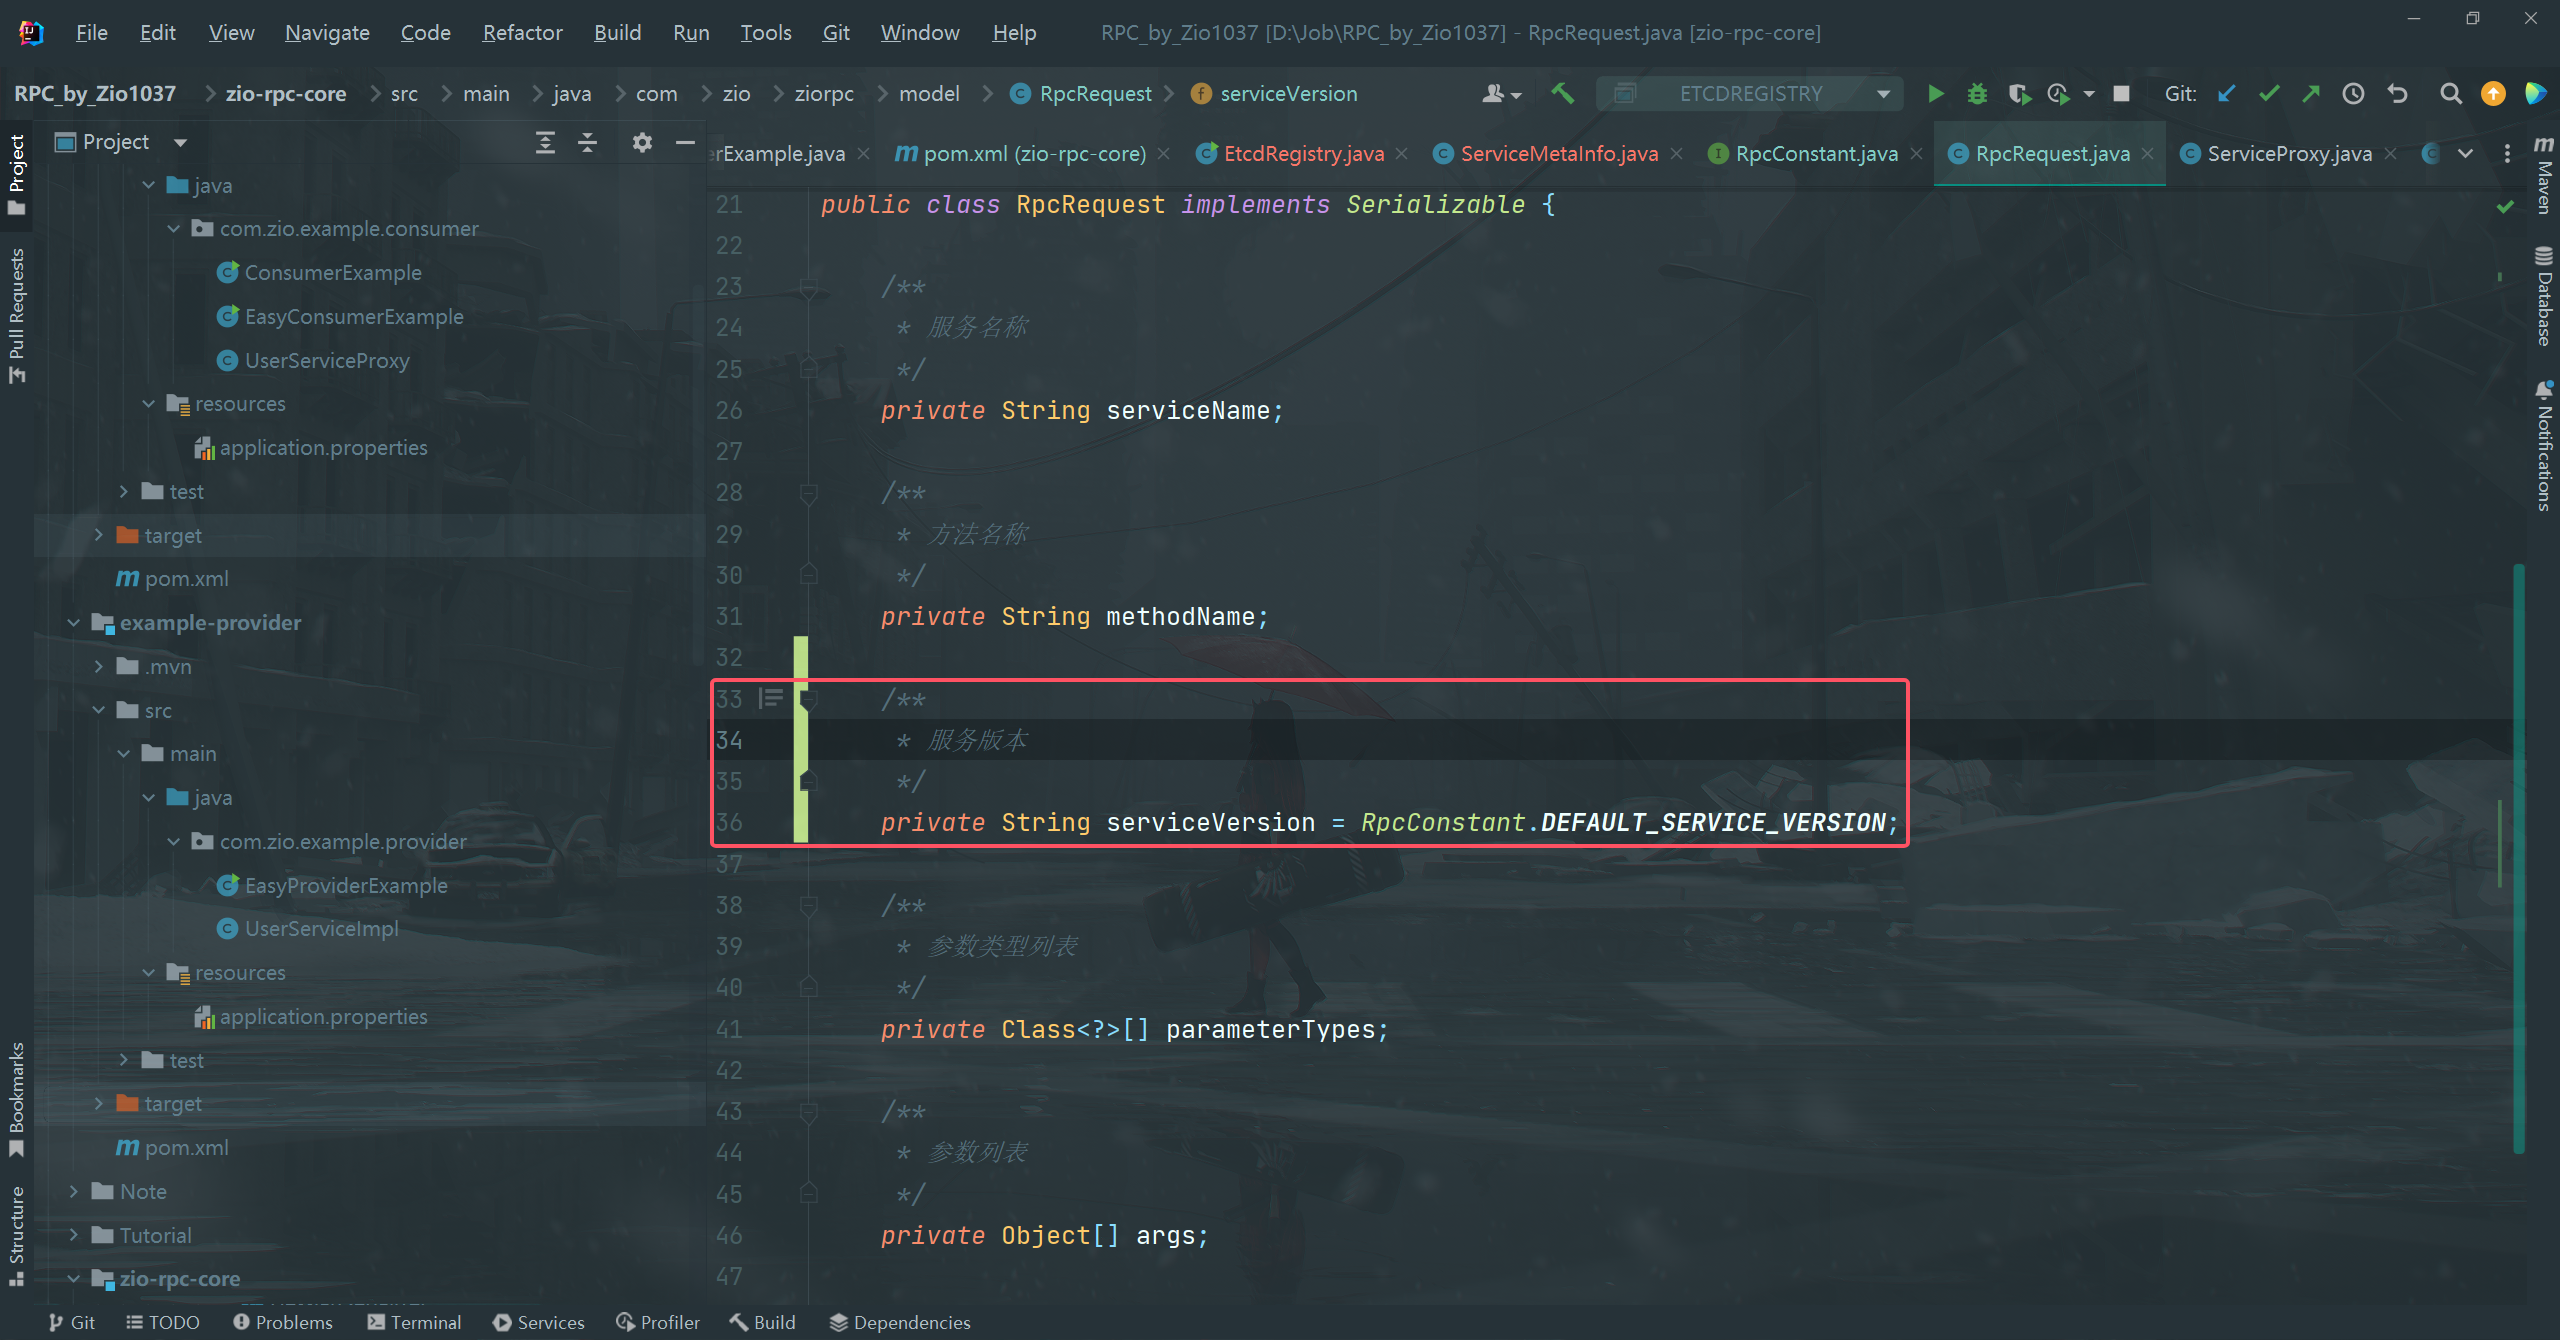 File Edit View Navigate Code Refactor Build Run Tools Git Window Help RPC_by_Zio1037 [D:\Job\RPC_by_Zio1037] - RpcRequest.java [zio-rpc-core]
RPC_by_Zio1037 zio-rpc-core src main java com zio ziorpc model RpcRequest serviceVersion ETCDREGISTRY Git:
Project
rExample.java pom.xml (zio-rpc-core) EtcdRegistry.java ServiceMetaInfo.java RpcConstant.java RpcRequest.java ServiceProxy.java
Project
Pull Requests
Bookmarks
Structure
java
com.zio.example.consumer
ConsumerExample
EasyConsumerExample
UserServiceProxy
resources
application.properties
test
target
pom.xml
example-provider
.mvn
src
main
java
com.zio.example.provider
EasyProviderExample
UserServiceImpl
resources
application.properties
test
target
pom.xml
Note
Tutorial
zio-rpc-core
21 public class RpcRequest implements Serializable {
22
23 /**
24 * 服务名称
25 */
26 private String serviceName;
27
28 /**
29 * 方法名称
30 */
31 private String methodName;
32
33 /**
34 * 服务版本
35 */
36 private String serviceVersion = RpcConstant.DEFAULT_SERVICE_VERSION;
37
38 /**
39 * 参数类型列表
40 */
41 private Class<?>[] parameterTypes;
42
43 /**
44 * 参数列表
45 */
46 private Object[] args;
47
Maven
Database
Notifications
Git TODO Problems Terminal Services Profiler Build Dependencies